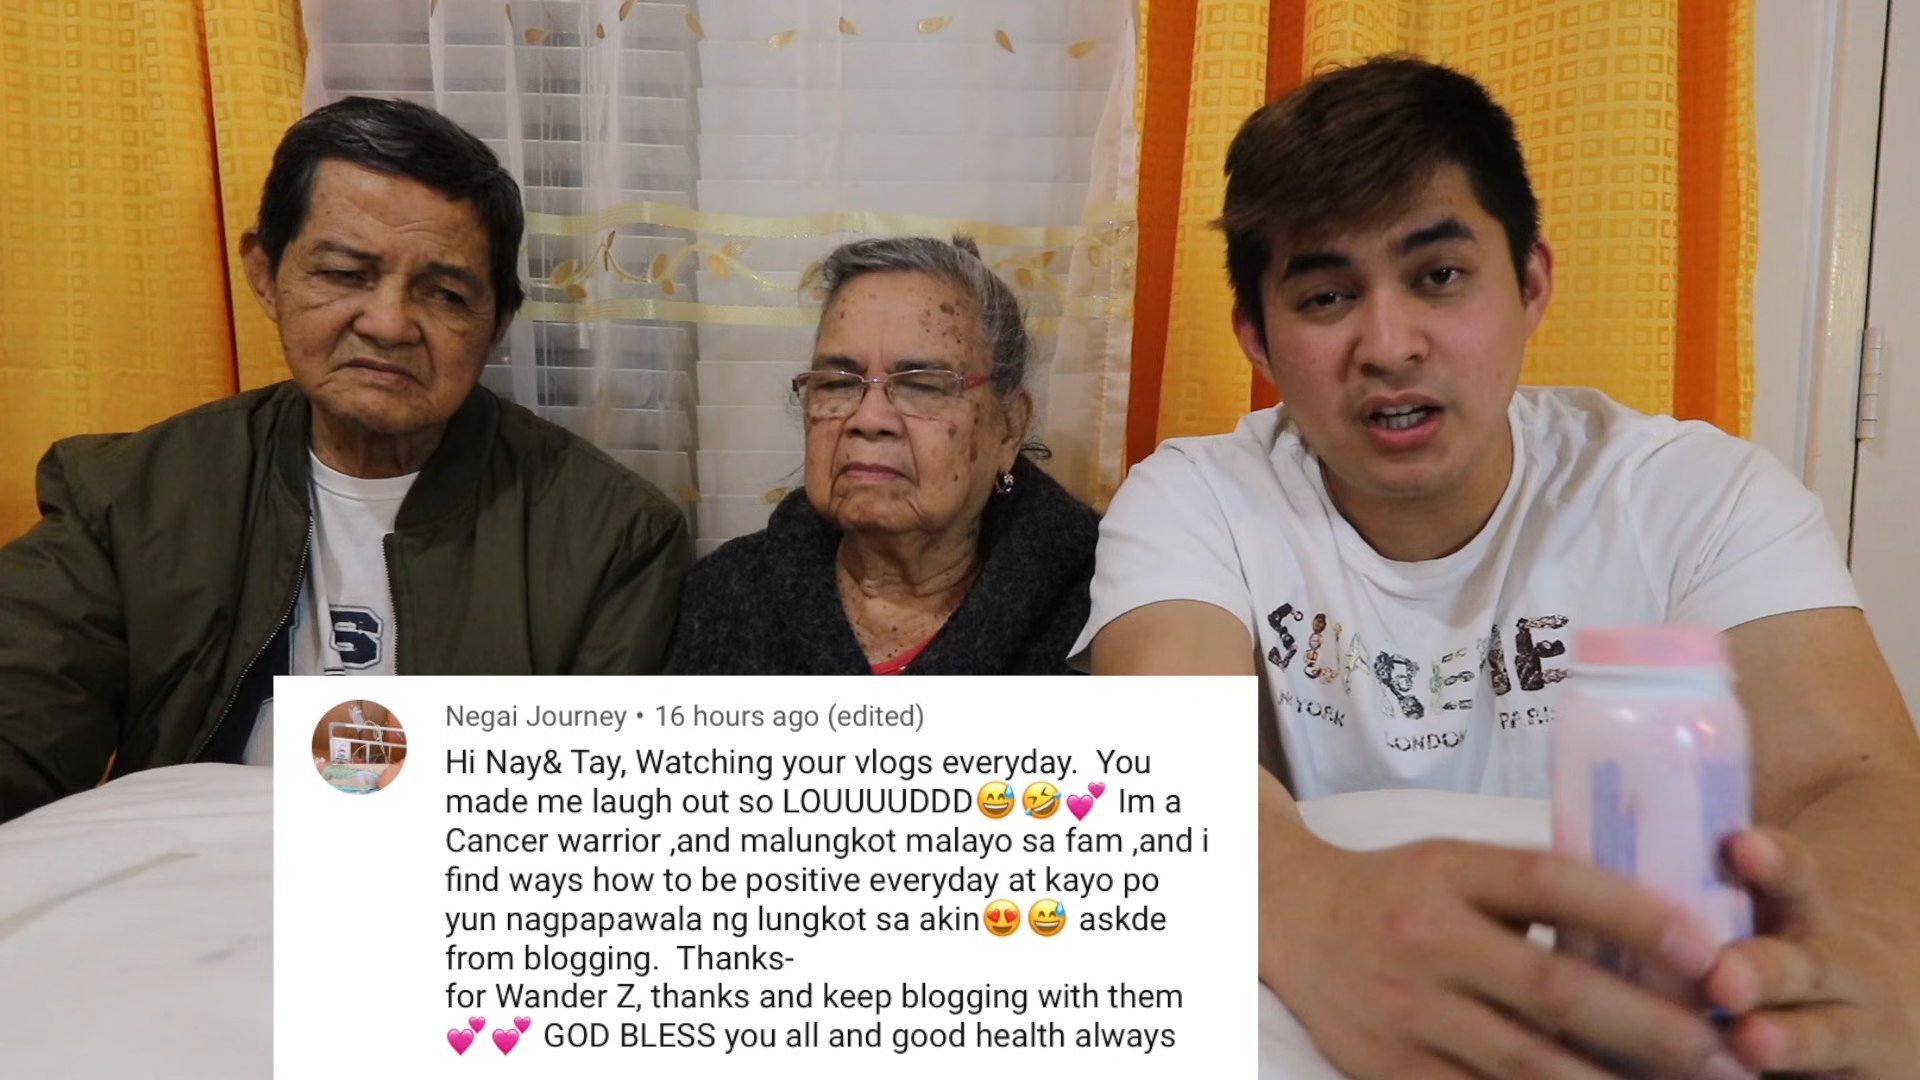 S
SUPREME
PARIS
LONDON
Negai Journey • 16 hours ago (edited)
Hi Nay& Tay, Watching your vlogs everyday. You
made me laugh out so LOUUUUDDD😅🤣💕 Im a
Cancer warrior ,and malungkot malayo sa fam ,and i
find ways how to be positive everyday at kayo po
yun nagpapawala ng lungkot sa akin😍😅 askde
from blogging. Thanks-
for Wander Z, thanks and keep blogging with them
💕💕 GOD BLESS you all and good health always